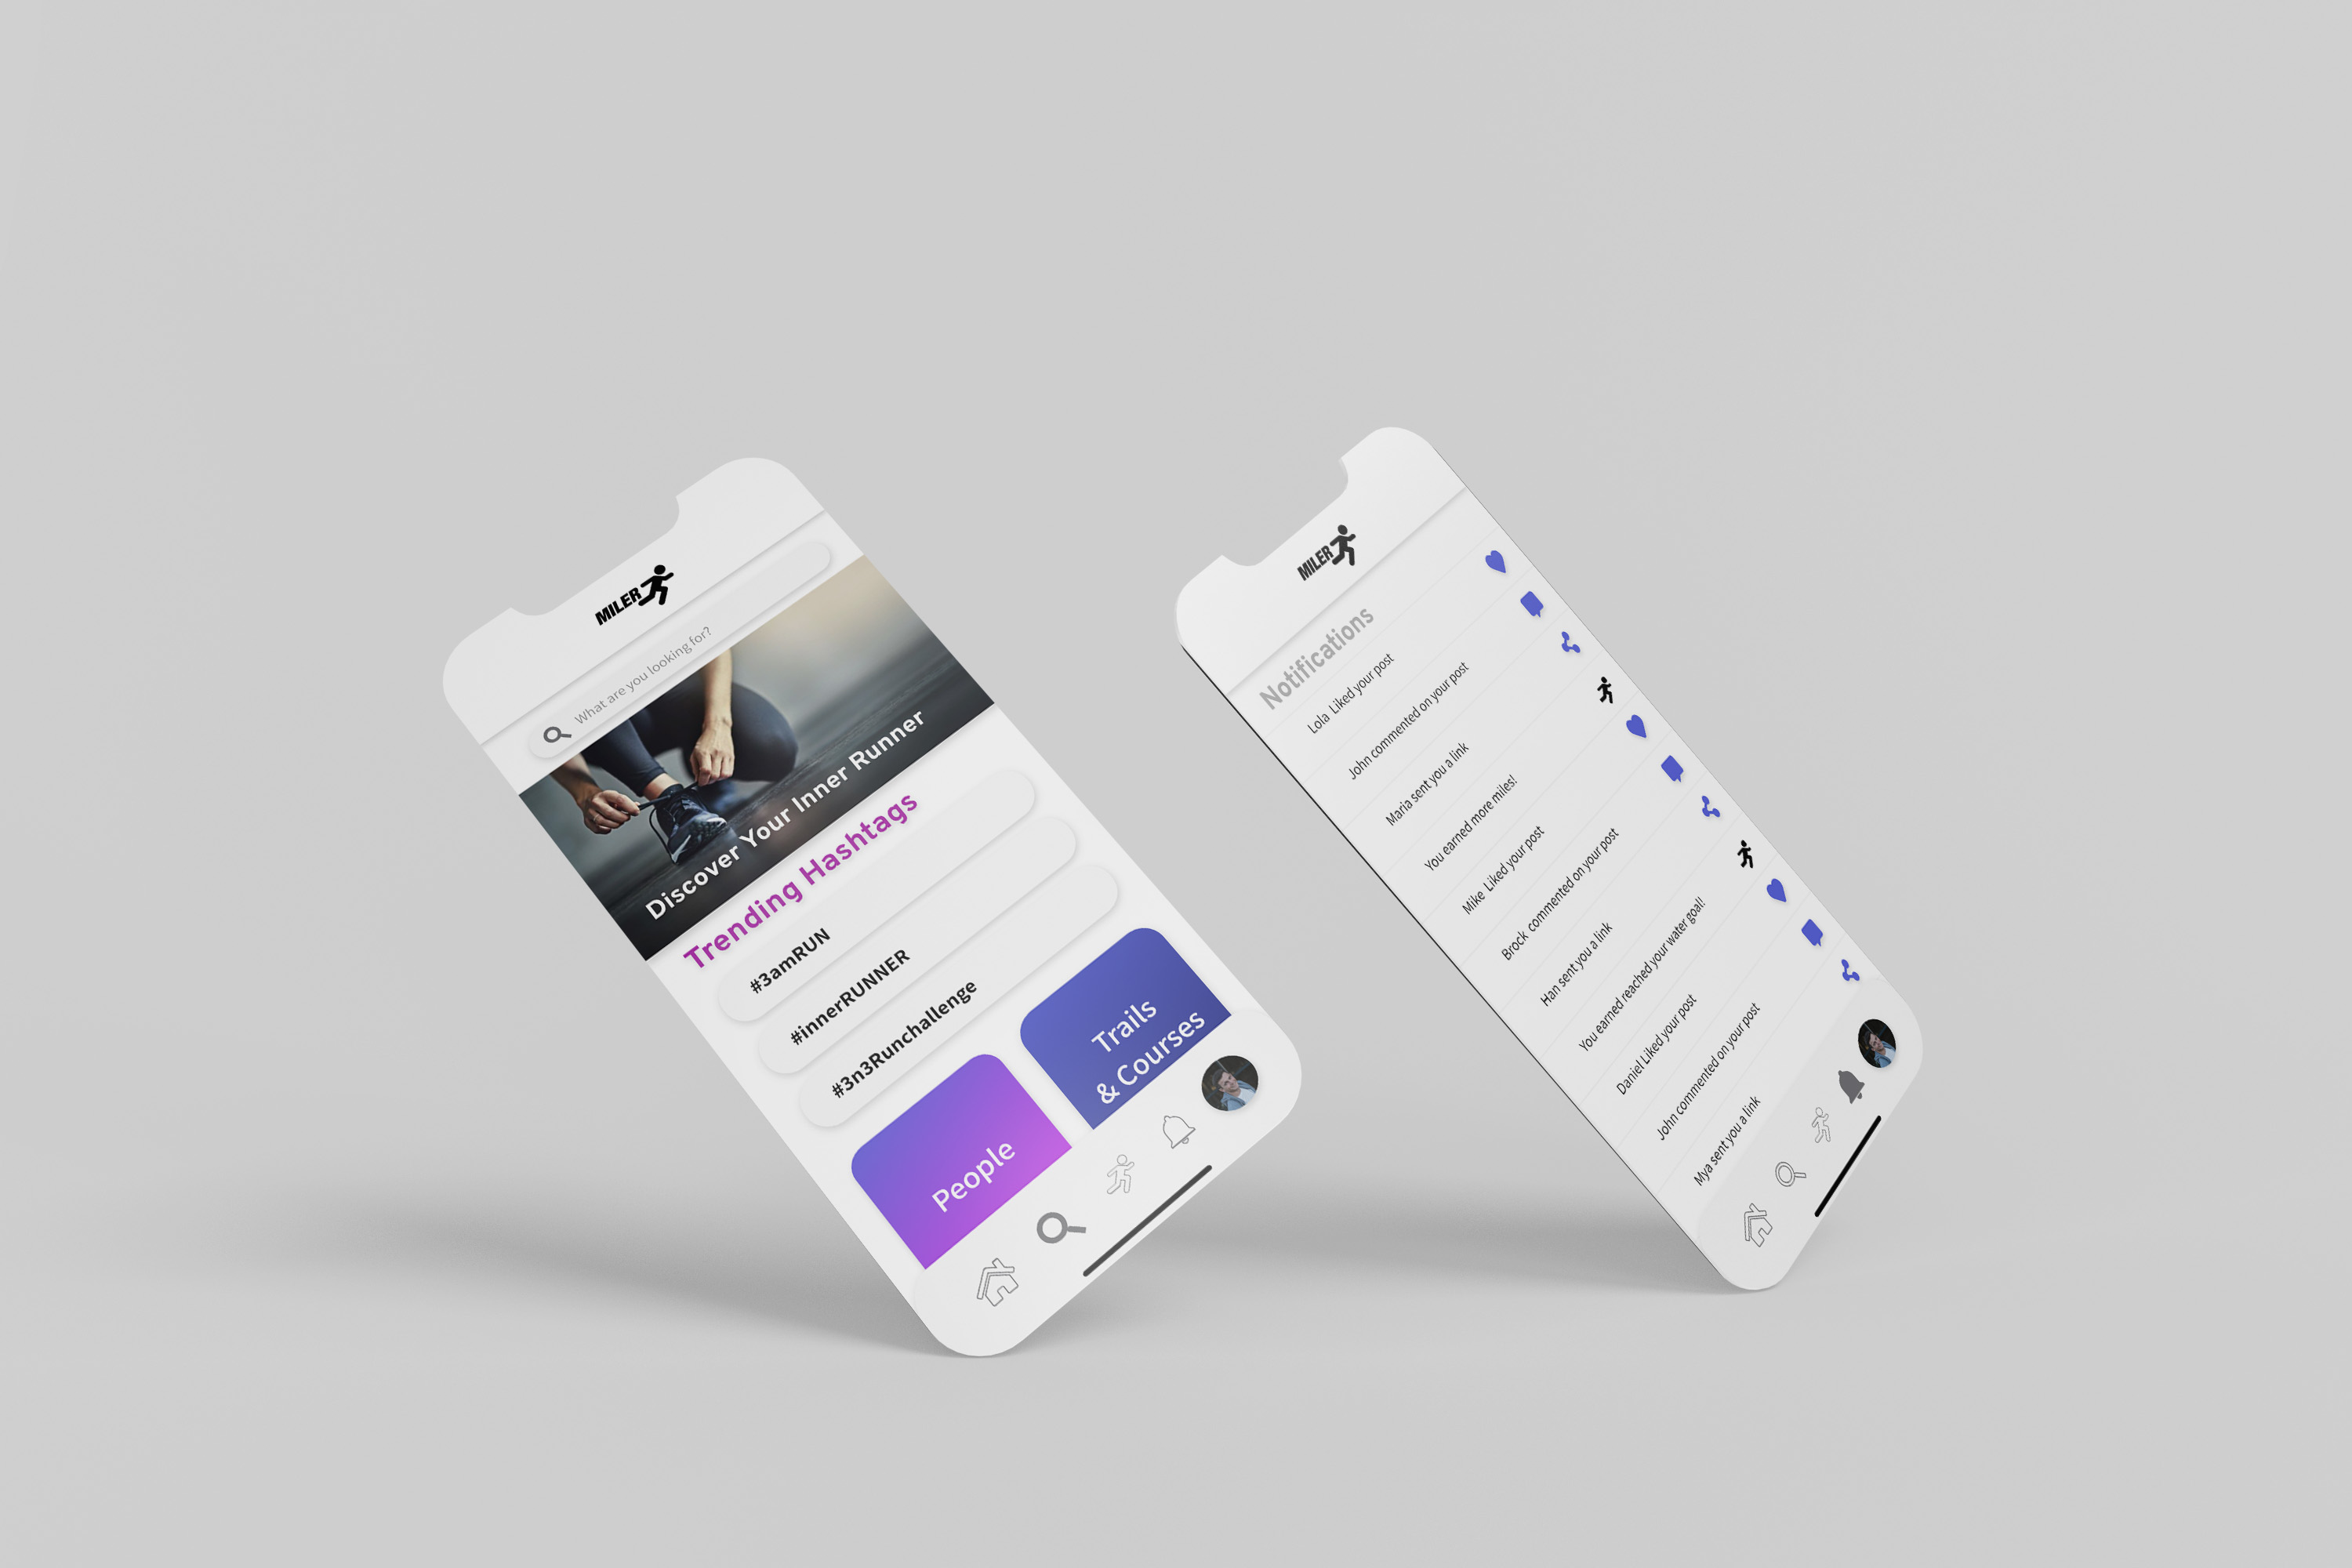 MILER
What are you looking for?
Discover Your Inner Runner
Trending Hashtags
#3amRUN
#innerRUNNER
#3n3Runchallenge
People
Trails
& Courses
MILER
Notifications
Lola Liked your post
John commented on your post
Maria sent you a link
You earned more miles!
Mike Liked your post
Brock commented on your post
Han sent you a link
You earned reached your water goal!
Daniel Liked your post
John commented on your post
Mya sent you a link